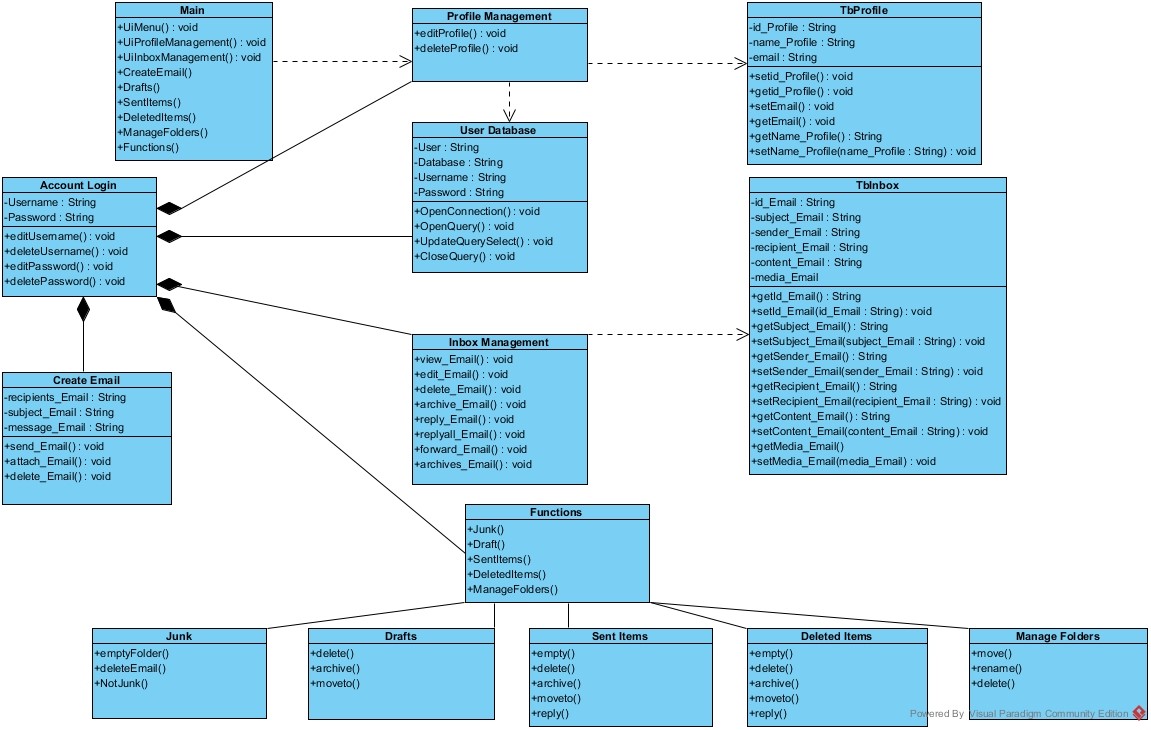 Main
+UiMenu() : void
+UiProfileManagement() : void
+UiInboxManagement() : void
+CreateEmail()
+Drafts()
+SentItems()
+DeletedItems()
+ManageFolders()
+Functions()
Profile Management
+editProfile() : void
+deleteProfile() : void
TbProfile
-id_Profile : String
-name_Profile : String
-email : String
+setid_Profile() : void
+getid_Profile() : void
+setEmail() : void
+getEmail() : void
+getName_Profile() : String
+setName_Profile(name_Profile : String) : void
User Database
-User : String
-Database : String
-Username : String
-Password : String
+OpenConnection() : void
+OpenQuery() : void
+UpdateQuerySelect() : void
+CloseQuery() : void
Account Login
-Username : String
-Password : String
+editUsername() : void
+deleteUsername() : void
+editPassword() : void
+deletePassword() : void
TbInbox
-id_Email : String
-subject_Email : String
-sender_Email : String
-recipient_Email : String
-content_Email : String
-media_Email
+getId_Email() : String
+setId_Email(id_Email : String) : void
+getSubject_Email() : String
+setSubject_Email(subject_Email : String) : void
+getSender_Email() : String
+setSender_Email(sender_Email : String) : void
+getRecipient_Email() : String
+setRecipient_Email(recipient_Email : String) : void
+getContent_Email() : String
+setContent_Email(content_Email : String) : void
+getMedia_Email()
+setMedia_Email(media_Email) : void
Inbox Management
+view_Email() : void
+edit_Email() : void
+delete_Email() : void
+archive_Email() : void
+reply_Email() : void
+replyall_Email() : void
+forward_Email() : void
+archives_Email() : void
Create Email
-recipients_Email : String
-subject_Email : String
-message_Email : String
+send_Email() : void
+attach_Email() : void
+delete_Email() : void
Functions
+Junk()
+Draft()
+SentItems()
+DeletedItems()
+ManageFolders()
Junk
+emptyFolder()
+deleteEmail()
+NotJunk()
Drafts
+delete()
+archive()
+moveto()
Sent Items
+empty()
+delete()
+archive()
+moveto()
+reply()
Deleted Items
+empty()
+delete()
+archive()
+moveto()
+reply()
Manage Folders
+move()
+rename()
+delete()
Powered By Visual Paradigm Community Edition